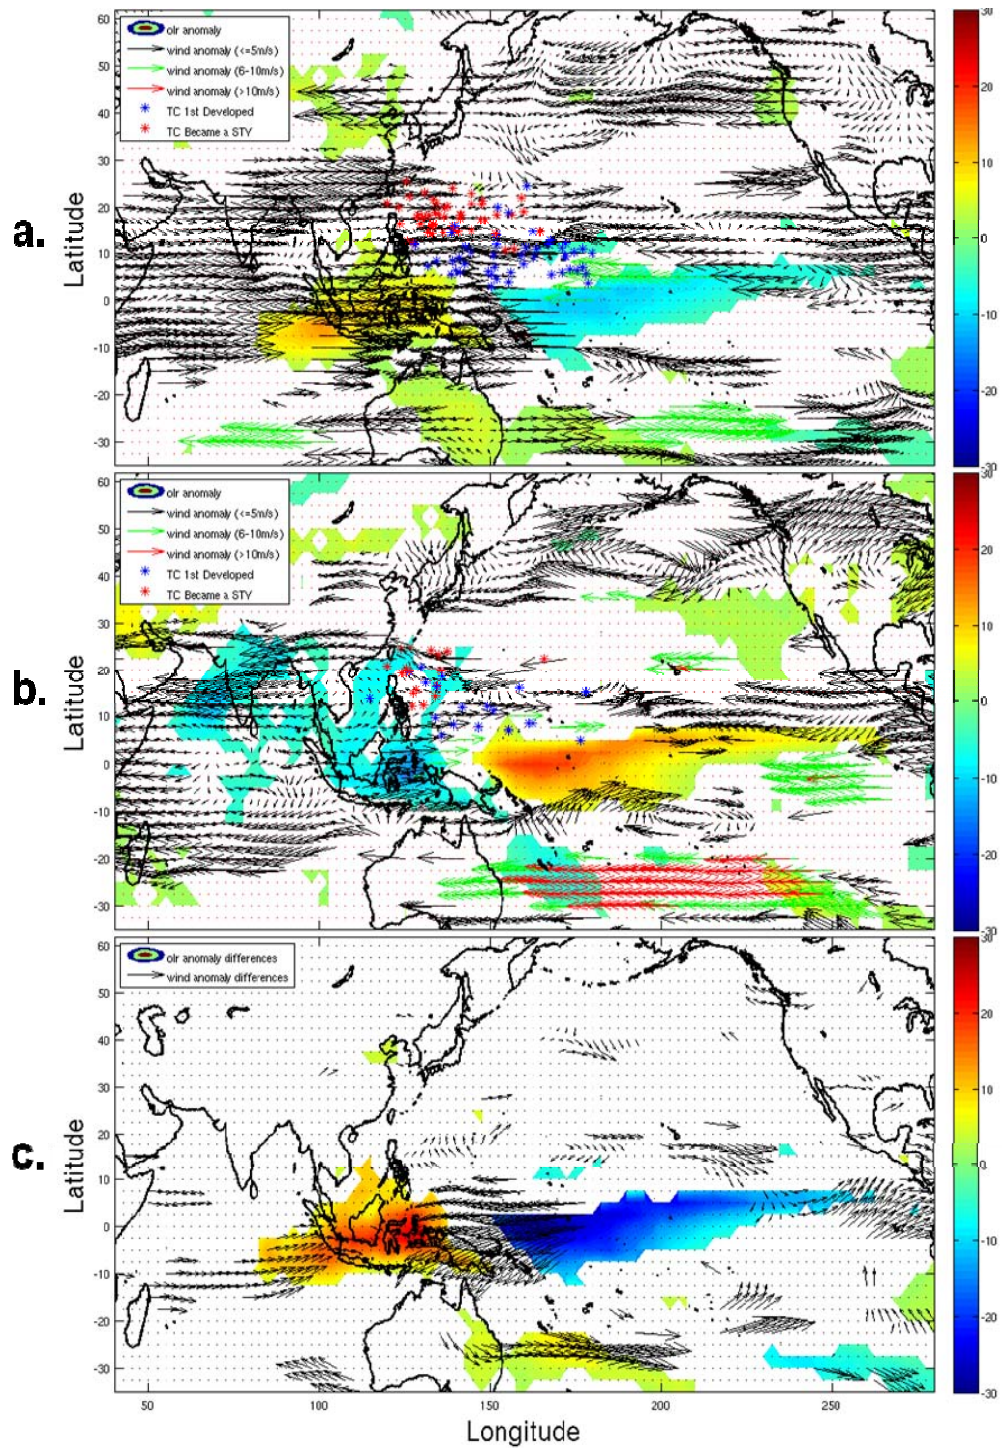 a.
olr anomaly
wind anomaly (<=5m/s)
wind anomaly (6-10m/s)
wind anomaly (>10m/s)
TC 1st Developed
TC Became a STY
Latitude
60
50
40
30
20
10
0
-10
-20
-30
30
20
10
0
-10
-20
-30
b.
olr anomaly
wind anomaly (<=5m/s)
wind anomaly (6-10m/s)
wind anomaly (>10m/s)
TC 1st Developed
TC Became a STY
Latitude
60
50
40
30
20
10
0
-10
-20
-30
30
20
10
0
-10
-20
-30
c.
olr anomaly differences
wind anomaly differences
Latitude
60
50
40
30
20
10
0
-10
-20
-30
30
20
10
0
-10
-20
-30
50 100 150 200 250
Longitude